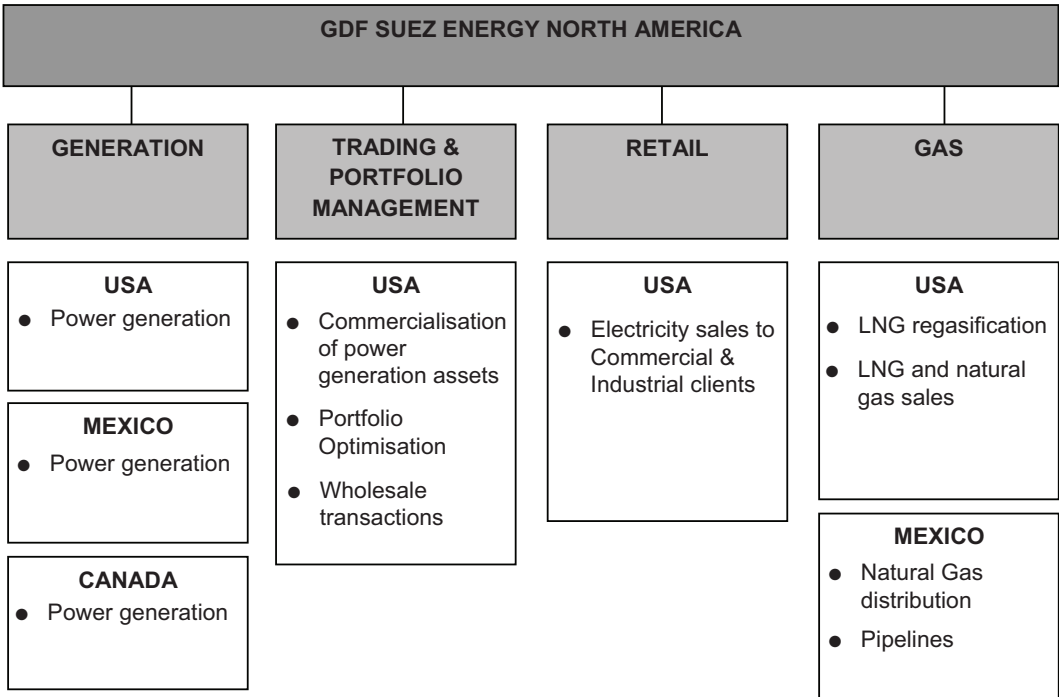 GDF SUEZ ENERGY NORTH AMERICA
GENERATION
USA
● Power generation
MEXICO
● Power generation
CANADA
● Power generation
TRADING &
PORTFOLIO
MANAGEMENT
USA
● Commercialisation
of power
generation assets
● Portfolio
Optimisation
● Wholesale
transactions
RETAIL
USA
● Electricity sales to
Commercial &
Industrial clients
GAS
USA
● LNG regasification
● LNG and natural
gas sales
MEXICO
● Natural Gas
distribution
● Pipelines